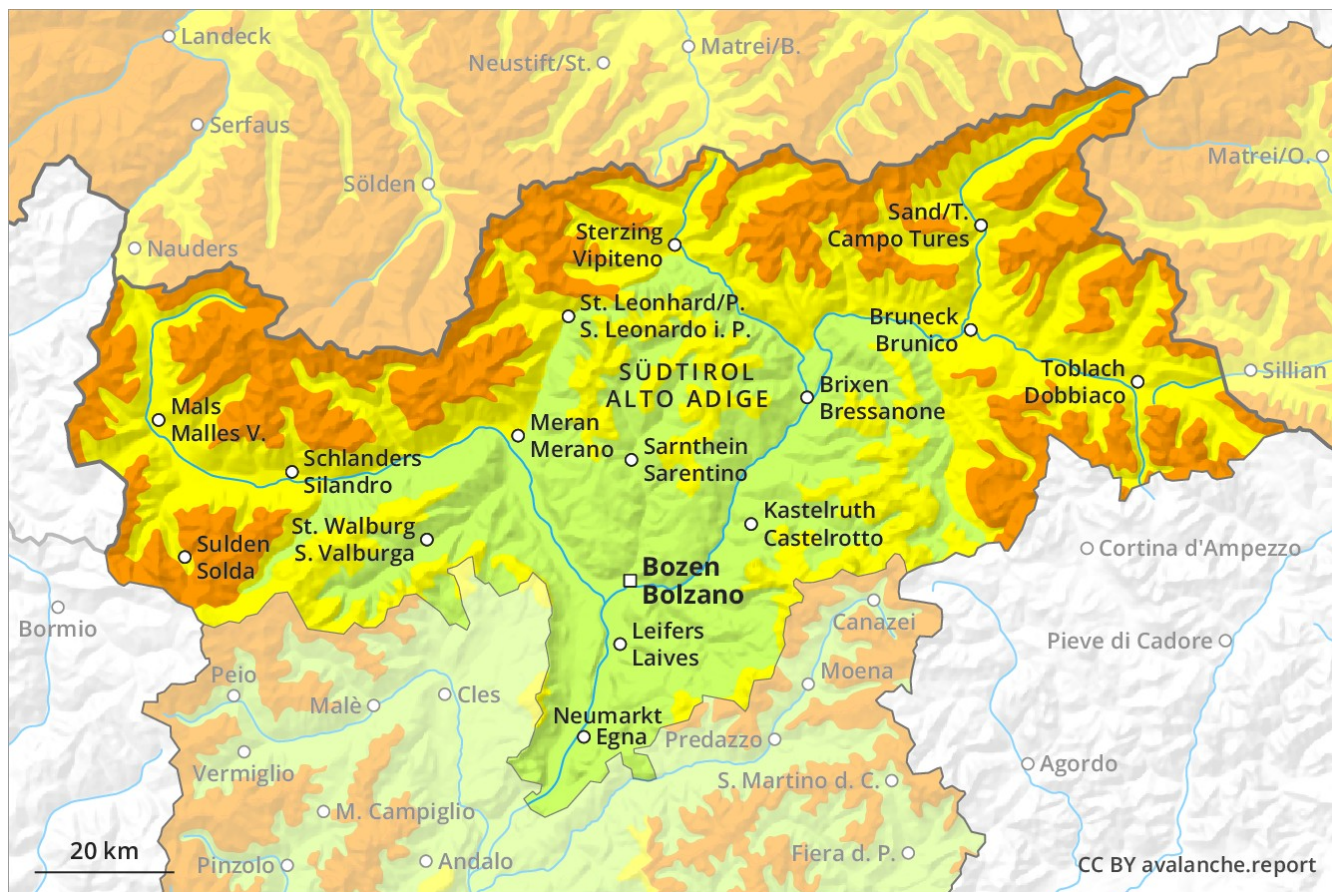 Landeck
Matrei/B.
Neustift/St.
Serfaus
Matrei/O.
Sölden
Sand/T.
Campo Tures
Sterzing
Vipiteno
Nauders
St. Leonhard/P.
S. Leonardo i. P.
Bruneck
Brunico
SÜDTIROL
ALTO ADIGE
Toblach
Dobbiaco
Sillian
Brixen
Bressanone
Mals
Malles V.
Meran
Merano
Sarnthein
Sarentino
Schlanders
Silandro
Kastelruth
Castelrotto
St. Walburg
S. Valburga
Sulden
Solda
Cortina d'Ampezzo
Bozen
Bolzano
Bormio
Canazei
Leifers
Laives
Pieve di Cadore
Peio
Moena
Malè
Cles
Neumarkt
Egna
Predazzo
Vermiglio
Agordo
S. Martino d. C.
M. Campiglio
20 km
Pinzolo
Andalo
Fiera d. P.
CC BY avalanche.report